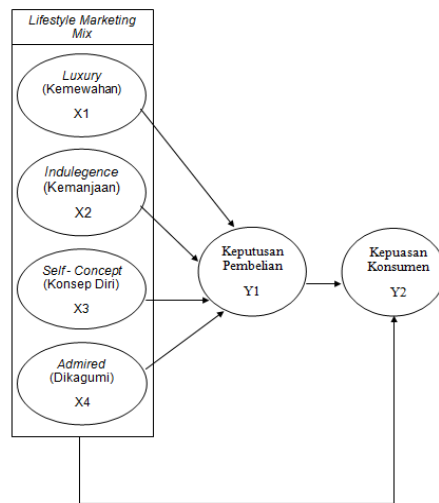 Lifestyle Marketing
Mix
Luxury
(Kemewahan)
X1
Indulegence
(Kemanjaan)
X2
Self - Concept
(Konsep Diri)
X3
Admired
(Dikagumi)
X4
Keputusan
Pembelian
Y1
Kepuasan
Konsumen
Y2